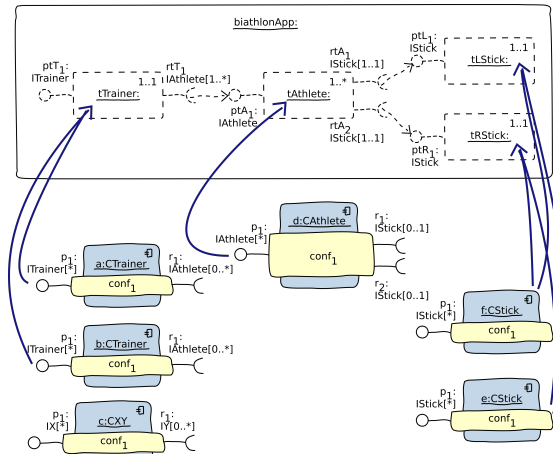 biathlonApp:
ptT1:
ITrainer
1..1
tTrainer:
rtT1
IAthlete[1..*]
ptA1:
IAthlete
1..*
tAthlete:
rtA1
IStick[1..1]
rtA2
IStick[1..1]
ptL1:
IStick
1..1
tLStick:
ptR1:
IStick
1..1
tRStick:
p1:
IAthlete[*]
d:CAthlete
conf1
r1:
IStick[0..1]
r2:
IStick[0..1]
p1:
ITrainer[*]
a:CTrainer
conf1
r1:
IAthlete[0..*]
p1:
IStick[*]
f:CStick
conf1
p1:
ITrainer[*]
b:CTrainer
conf1
r1:
IAthlete[0..*]
p1:
IStick[*]
e:CStick
conf1
p1:
IX[*]
c:CXY
conf1
r1:
IY[0..*]